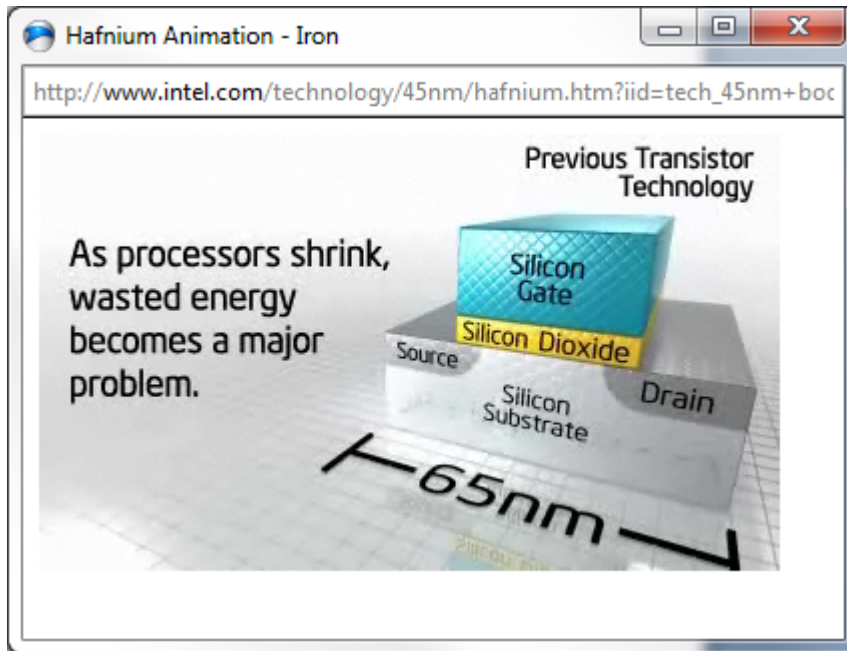 Hafnium Animation - Iron
http://www.intel.com/technology/45nm/hafnium.htm?iid=tech_45nm+boc
Previous Transistor
Technology
As processors shrink,
wasted energy
becomes a major
problem.
Silicon
Gate
Silicon Dioxide
Source
Drain
Silicon
Substrate
65nm